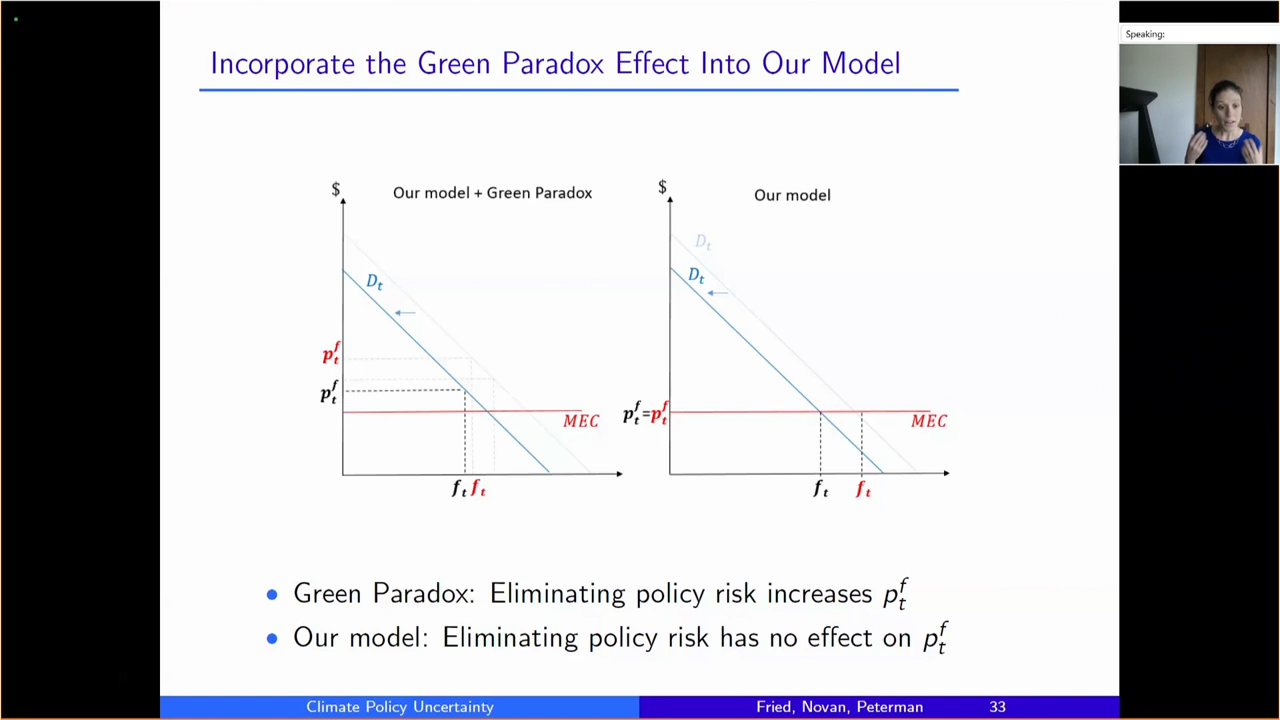 Incorporate the Green Paradox Effect Into Our Model
Speaking:
$ Our model + Green Paradox
D_t
p_t^f
p_t^f
MEC
f_t f_t
$ Our model
D_t
D_t
p_t^f=p_t^f
MEC
f_t f_t
• Green Paradox: Eliminating policy risk increases p_t^f
• Our model: Eliminating policy risk has no effect on p_t^f
Climate Policy Uncertainty
Fried, Novan, Peterman 33